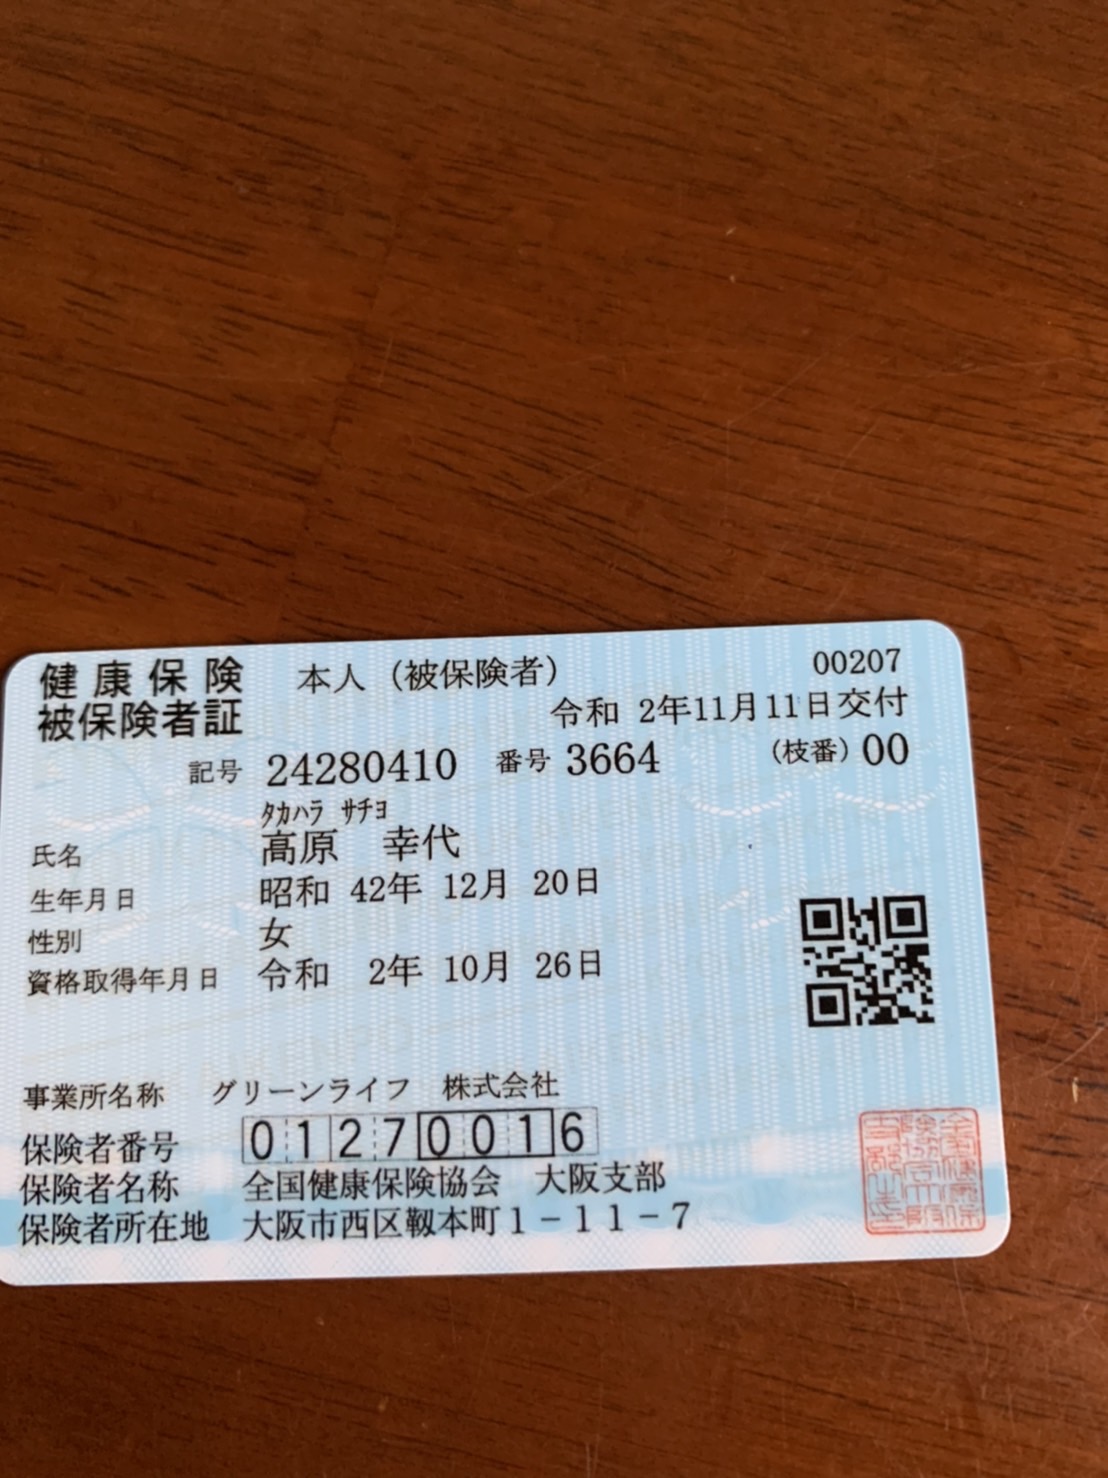 健康保険 本人（被保険者） 00207
被保険者証 令和 2年11月11日交付
記号 24280410 番号 3664 （枝番）00
ﾀｶﾊﾗ ｻﾁﾖ
氏名 髙原 幸代
生年月日 昭和 42年 12月 20日
性別 女
資格取得年月日 令和 2年 10月 26日
事業所名称 グリーンライフ 株式会社
保険者番号 01270016
保険者名称 全国健康保険協会 大阪支部
保険者所在地 大阪市西区靱本町１－１１－７